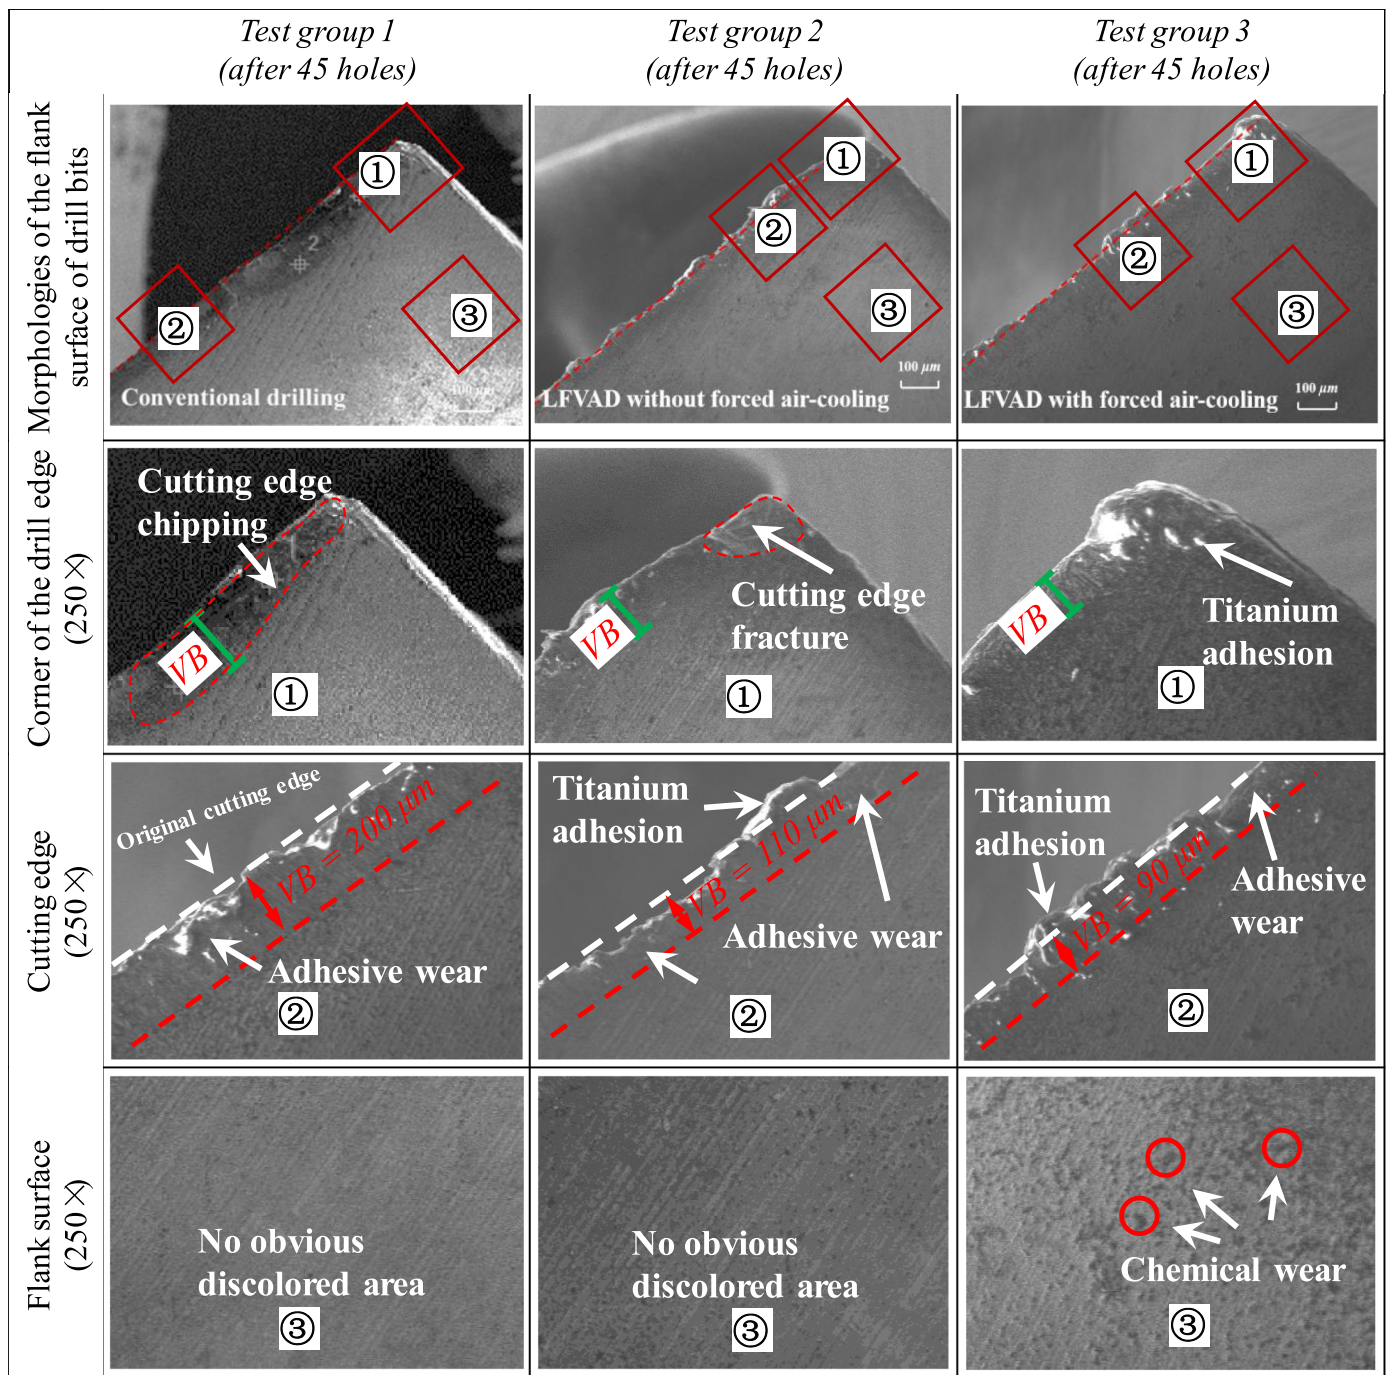 Test group 1
(after 45 holes)
Test group 2
(after 45 holes)
Test group 3
(after 45 holes)
Morphologies of the flank
surface of drill bits
①
2
②
③
Conventional drilling
100 μm
①
②
③
100 μm
LFVAD without forced air-cooling
①
②
③
100 μm
LFVAD with forced air-cooling
Corner of the drill edge
(250×)
Cutting edge
chipping
VB
①
Cutting edge
fracture
VB
①
Titanium
adhesion
VB
①
Cutting edge
(250×)
Original cutting edge
VB = 200 μm
Adhesive wear
②
Titanium
adhesion
VB = 110 μm
Adhesive wear
②
Titanium
adhesion
VB = 90 μm
Adhesive
wear
②
Flank surface
(250×)
No obvious
discolored area
③
No obvious
discolored area
③
Chemical wear
③